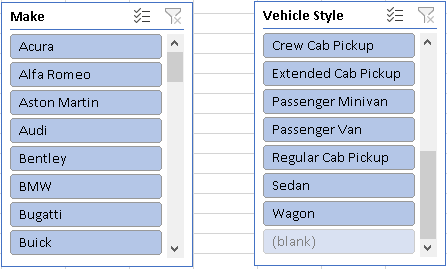 Make
Acura
Alfa Romeo
Aston Martin
Audi
Bentley
BMW
Bugatti
Buick
Vehicle Style
Crew Cab Pickup
Extended Cab Pickup
Passenger Minivan
Passenger Van
Regular Cab Pickup
Sedan
Wagon
(blank)